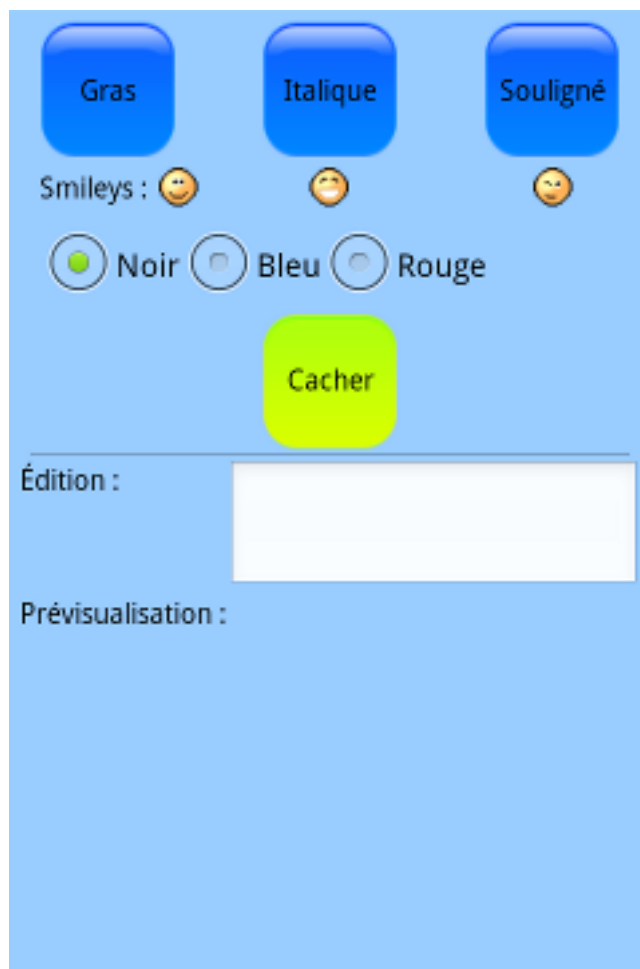 Gras Italique Souligné
Smileys :
Noir Bleu Rouge
Cacher
Édition :
Prévisualisation :